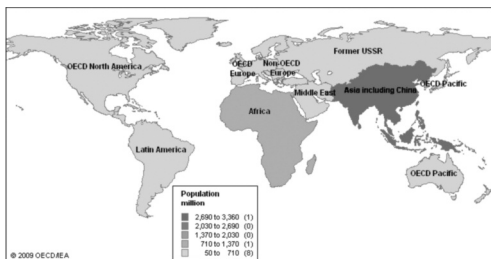 Former USSR
OECD North America
OECD
Europe
Non-OECD
Europe
OECD Pacific
Middle East
Asia including China
Africa
Latin America
OECD Pacific
Population
million
2,690 to 3,360 (1)
2,030 to 2,690 (0)
1,370 to 2,030 (0)
710 to 1,370 (1)
50 to 710 (8)
© 2009 OECD/IEA